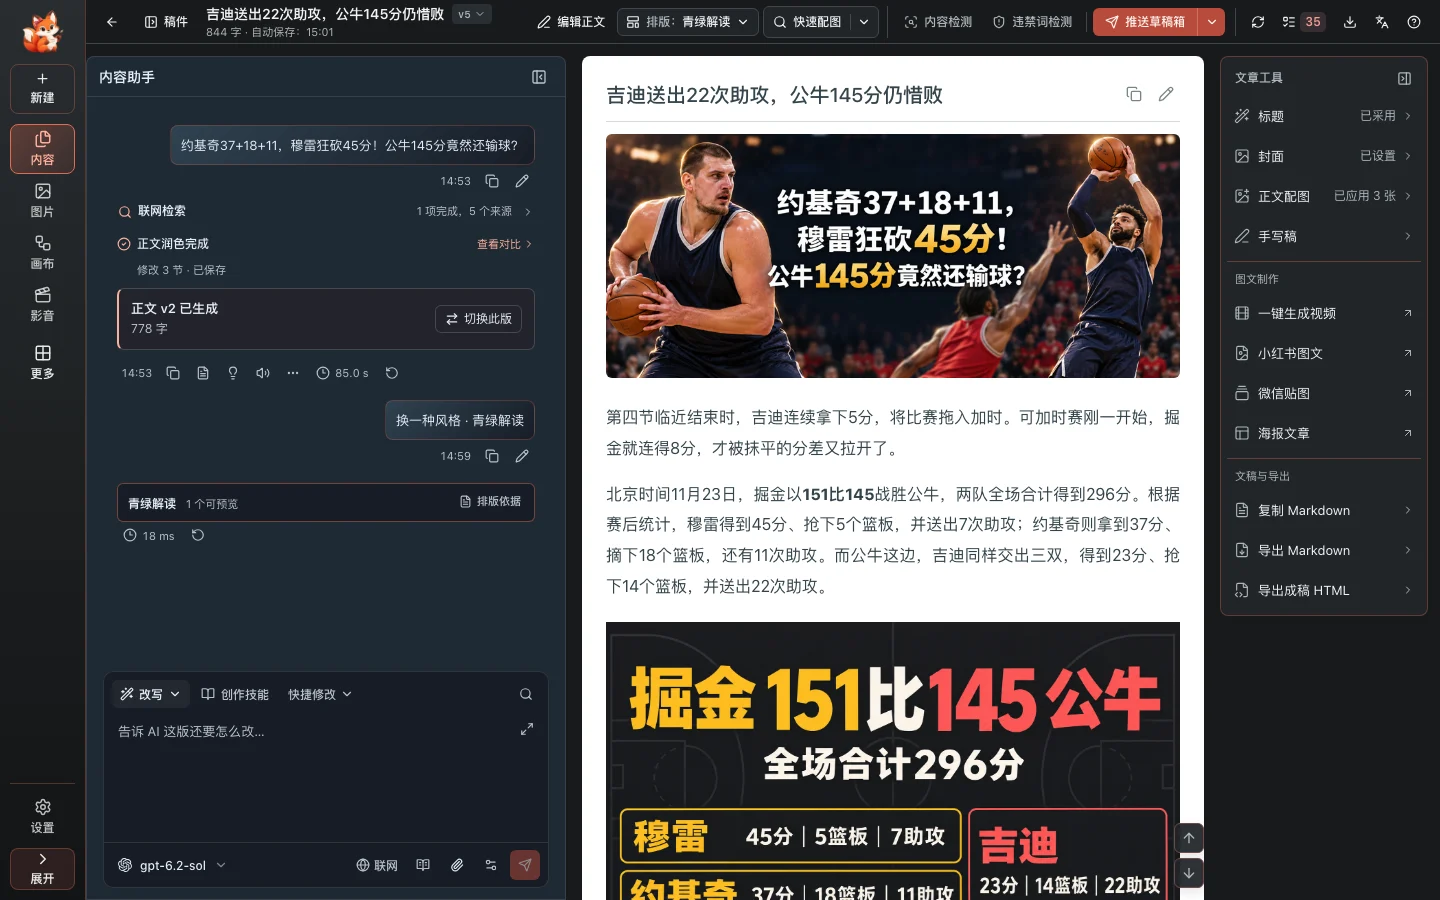 稿件
吉迪送出22次助攻，公牛145分仍惜败
v5
844 字 · 自动保存：15:01
编辑正文
排版：青绿解读
快速配图
内容检测
违禁词检测
推送草稿箱
35
新建
内容
图片
画布
影音
更多
设置
展开
内容助手
约基奇37+18+11，穆雷狂砍45分！公牛145分竟然还输球？
14:53
联网检索
1 项完成，5 个来源
正文润色完成
查看对比
修改 3 节 · 已保存
正文 v2 已生成
778 字
切换此版
14:53
85.0 s
换一种风格 · 青绿解读
14:59
青绿解读
1 个可预览
排版依据
18 ms
改写
创作技能
快捷修改
告诉 AI 这版还要怎么改...
gpt-6.2-sol
联网
吉迪送出22次助攻，公牛145分仍惜败
约基奇37+18+11，
穆雷狂砍45分！
公牛145分竟然还输球？
第四节临近结束时，吉迪连续拿下5分，将比赛拖入加时。可加时赛刚一开始，掘
金就连得8分，才被抹平的分差又拉开了。
北京时间11月23日，掘金以151比145战胜公牛，两队全场合计得到296分。根据
赛后统计，穆雷得到45分、抢下5个篮板，并送出7次助攻；约基奇则拿到37分、
摘下18个篮板，还有11次助攻。而公牛这边，吉迪同样交出三双，得到23分、抢
下14个篮板，并送出22次助攻。
掘金151比145公牛
全场合计296分
穆雷 45分｜5篮板｜7助攻
约基奇 37分｜18篮板｜11助攻
吉迪
23分｜14篮板｜22助攻
文章工具
标题 已采用
封面 已设置
正文配图 已应用 3 张
手写稿
图文制作
一键生成视频
小红书图文
微信贴图
海报文章
文稿与导出
复制 Markdown
导出 Markdown
导出成稿 HTML